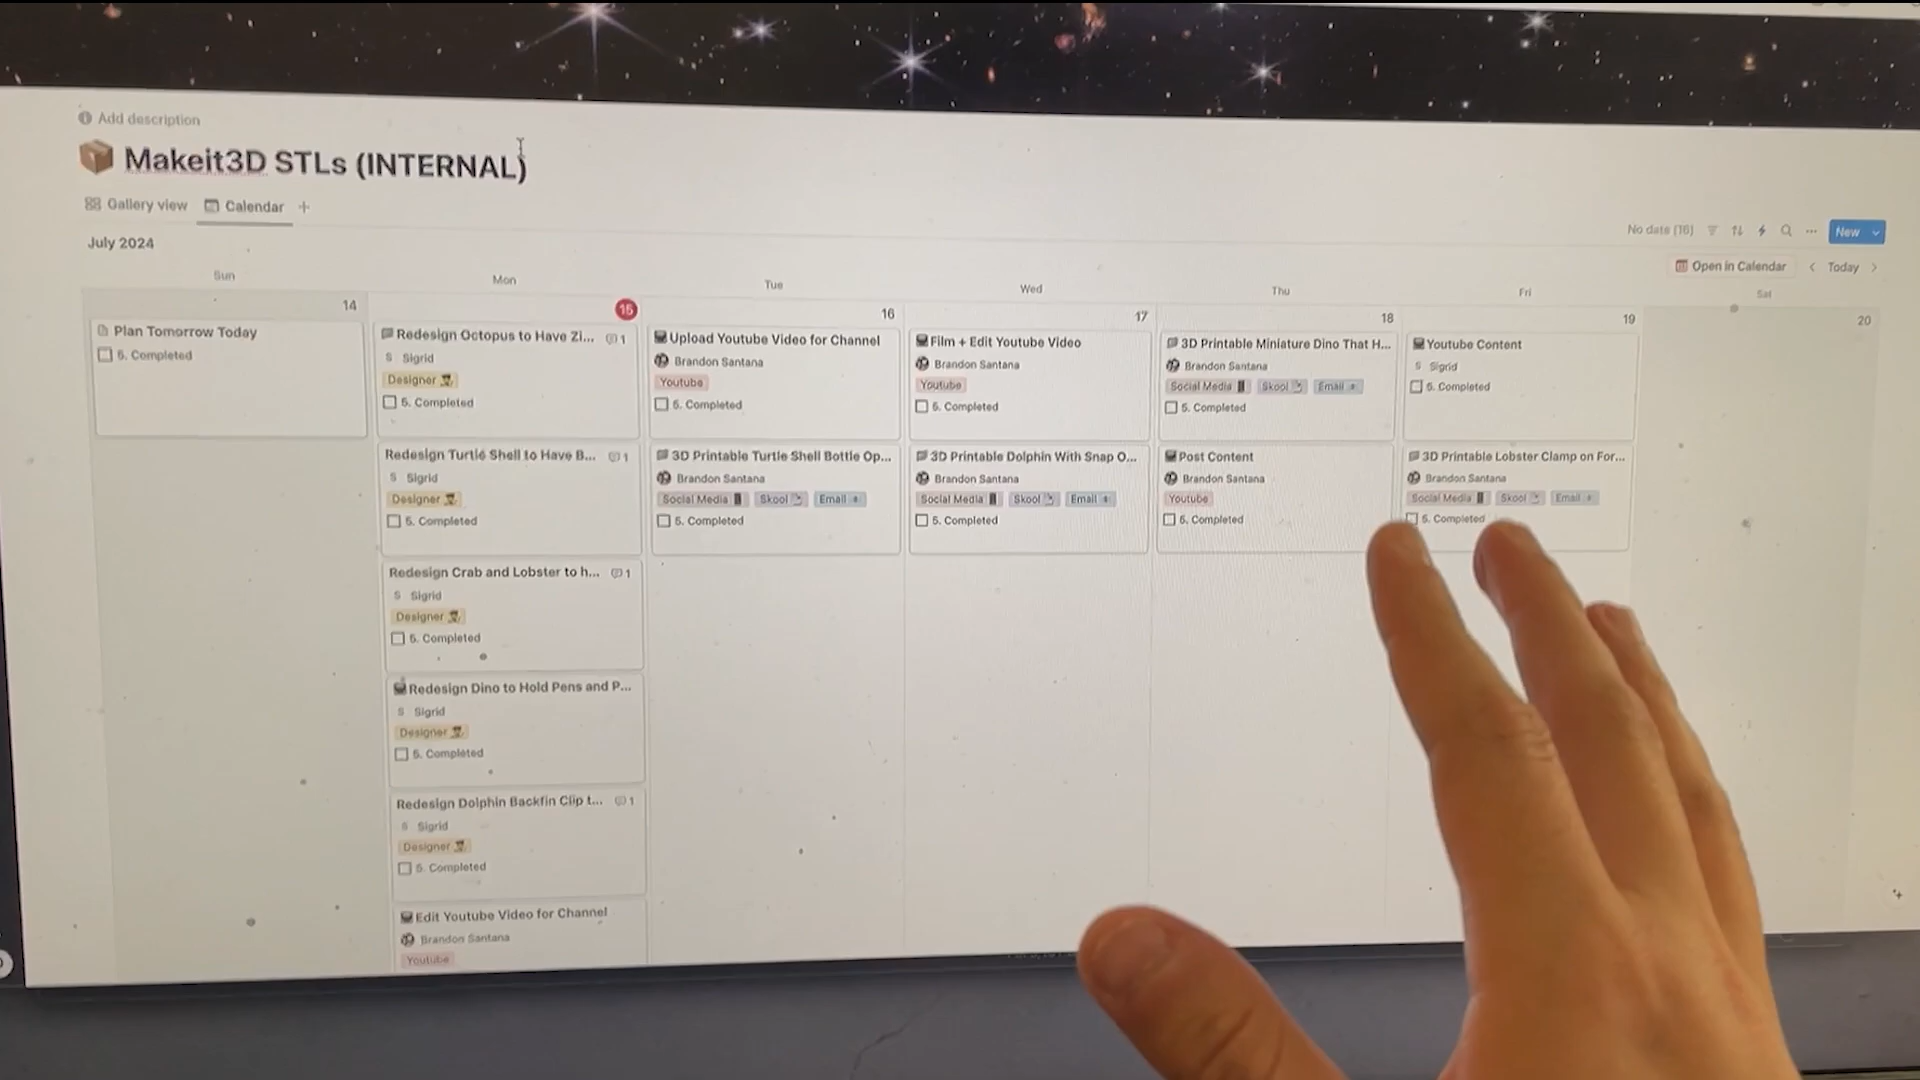 Add description
Makeit3D STLs (INTERNAL)
Gallery view
Calendar
July 2024
No date (16)
New
Open in Calendar
Today
Sun
Mon
Tue
Wed
Thu
Fri
Sat
14
Plan Tomorrow Today
5. Completed
15
Redesign Octopus to Have Zi...
1
S Sigrid
Designer
5. Completed
Redesign Turtle Shell to Have B...
1
S Sigrid
Designer
5. Completed
Redesign Crab and Lobster to h...
1
S Sigrid
Designer
5. Completed
Redesign Dino to Hold Pens and P...
S Sigrid
Designer
5. Completed
Redesign Dolphin Backfin Clip t...
1
S Sigrid
Designer
5. Completed
Edit Youtube Video for Channel
Brandon Santana
Youtube
16
Upload Youtube Video for Channel
Brandon Santana
Youtube
5. Completed
3D Printable Turtle Shell Bottle Op...
Brandon Santana
Social Media Skool Email
5. Completed
17
Film + Edit Youtube Video
Brandon Santana
Youtube
5. Completed
3D Printable Dolphin With Snap O...
Brandon Santana
Social Media Skool Email
5. Completed
18
3D Printable Miniature Dino That H...
Brandon Santana
Social Media Skool Email
5. Completed
Post Content
Brandon Santana
Youtube
5. Completed
19
Youtube Content
S Sigrid
5. Completed
3D Printable Lobster Clamp on For...
Brandon Santana
Social Media Skool Email
5. Completed
20